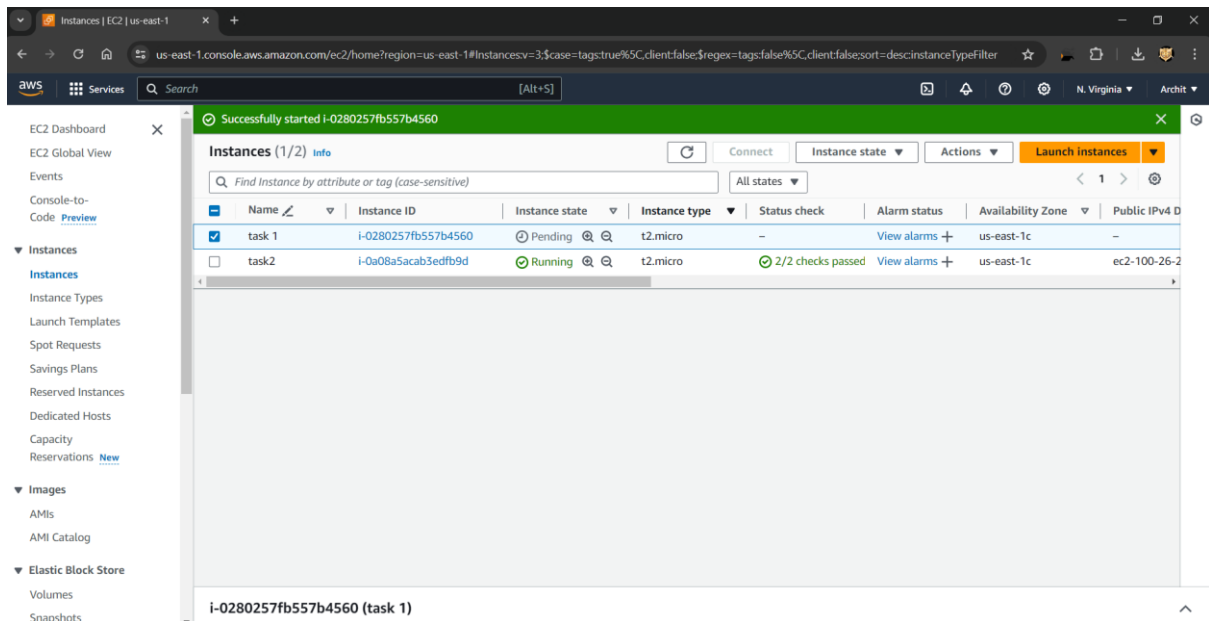 Instances | EC2 | us-east-1
us-east-1.console.aws.amazon.com/ec2/home?region=us-east-1#Instances:v=3;$case=tags:true%5C,client:false;$regex=tags:false%5C,client:false;sort=desc:instanceTypeFilter
aws Services Search [Alt+S] N. Virginia Archit
EC2 Dashboard
EC2 Global View
Events
Console-to-
Code Preview
Instances
Instances
Instance Types
Launch Templates
Spot Requests
Savings Plans
Reserved Instances
Dedicated Hosts
Capacity
Reservations New
Images
AMIs
AMI Catalog
Elastic Block Store
Volumes
Snapshots
Successfully started i-0280257fb557b4560
Instances (1/2) Info Connect Instance state Actions Launch instances
Find Instance by attribute or tag (case-sensitive) All states 1
Name Instance ID Instance state Instance type Status check Alarm status Availability Zone Public IPv4 D
task 1 i-0280257fb557b4560 Pending t2.micro – View alarms + us-east-1c –
task2 i-0a08a5acab3edfb9d Running t2.micro 2/2 checks passed View alarms + us-east-1c ec2-100-26-2
i-0280257fb557b4560 (task 1)